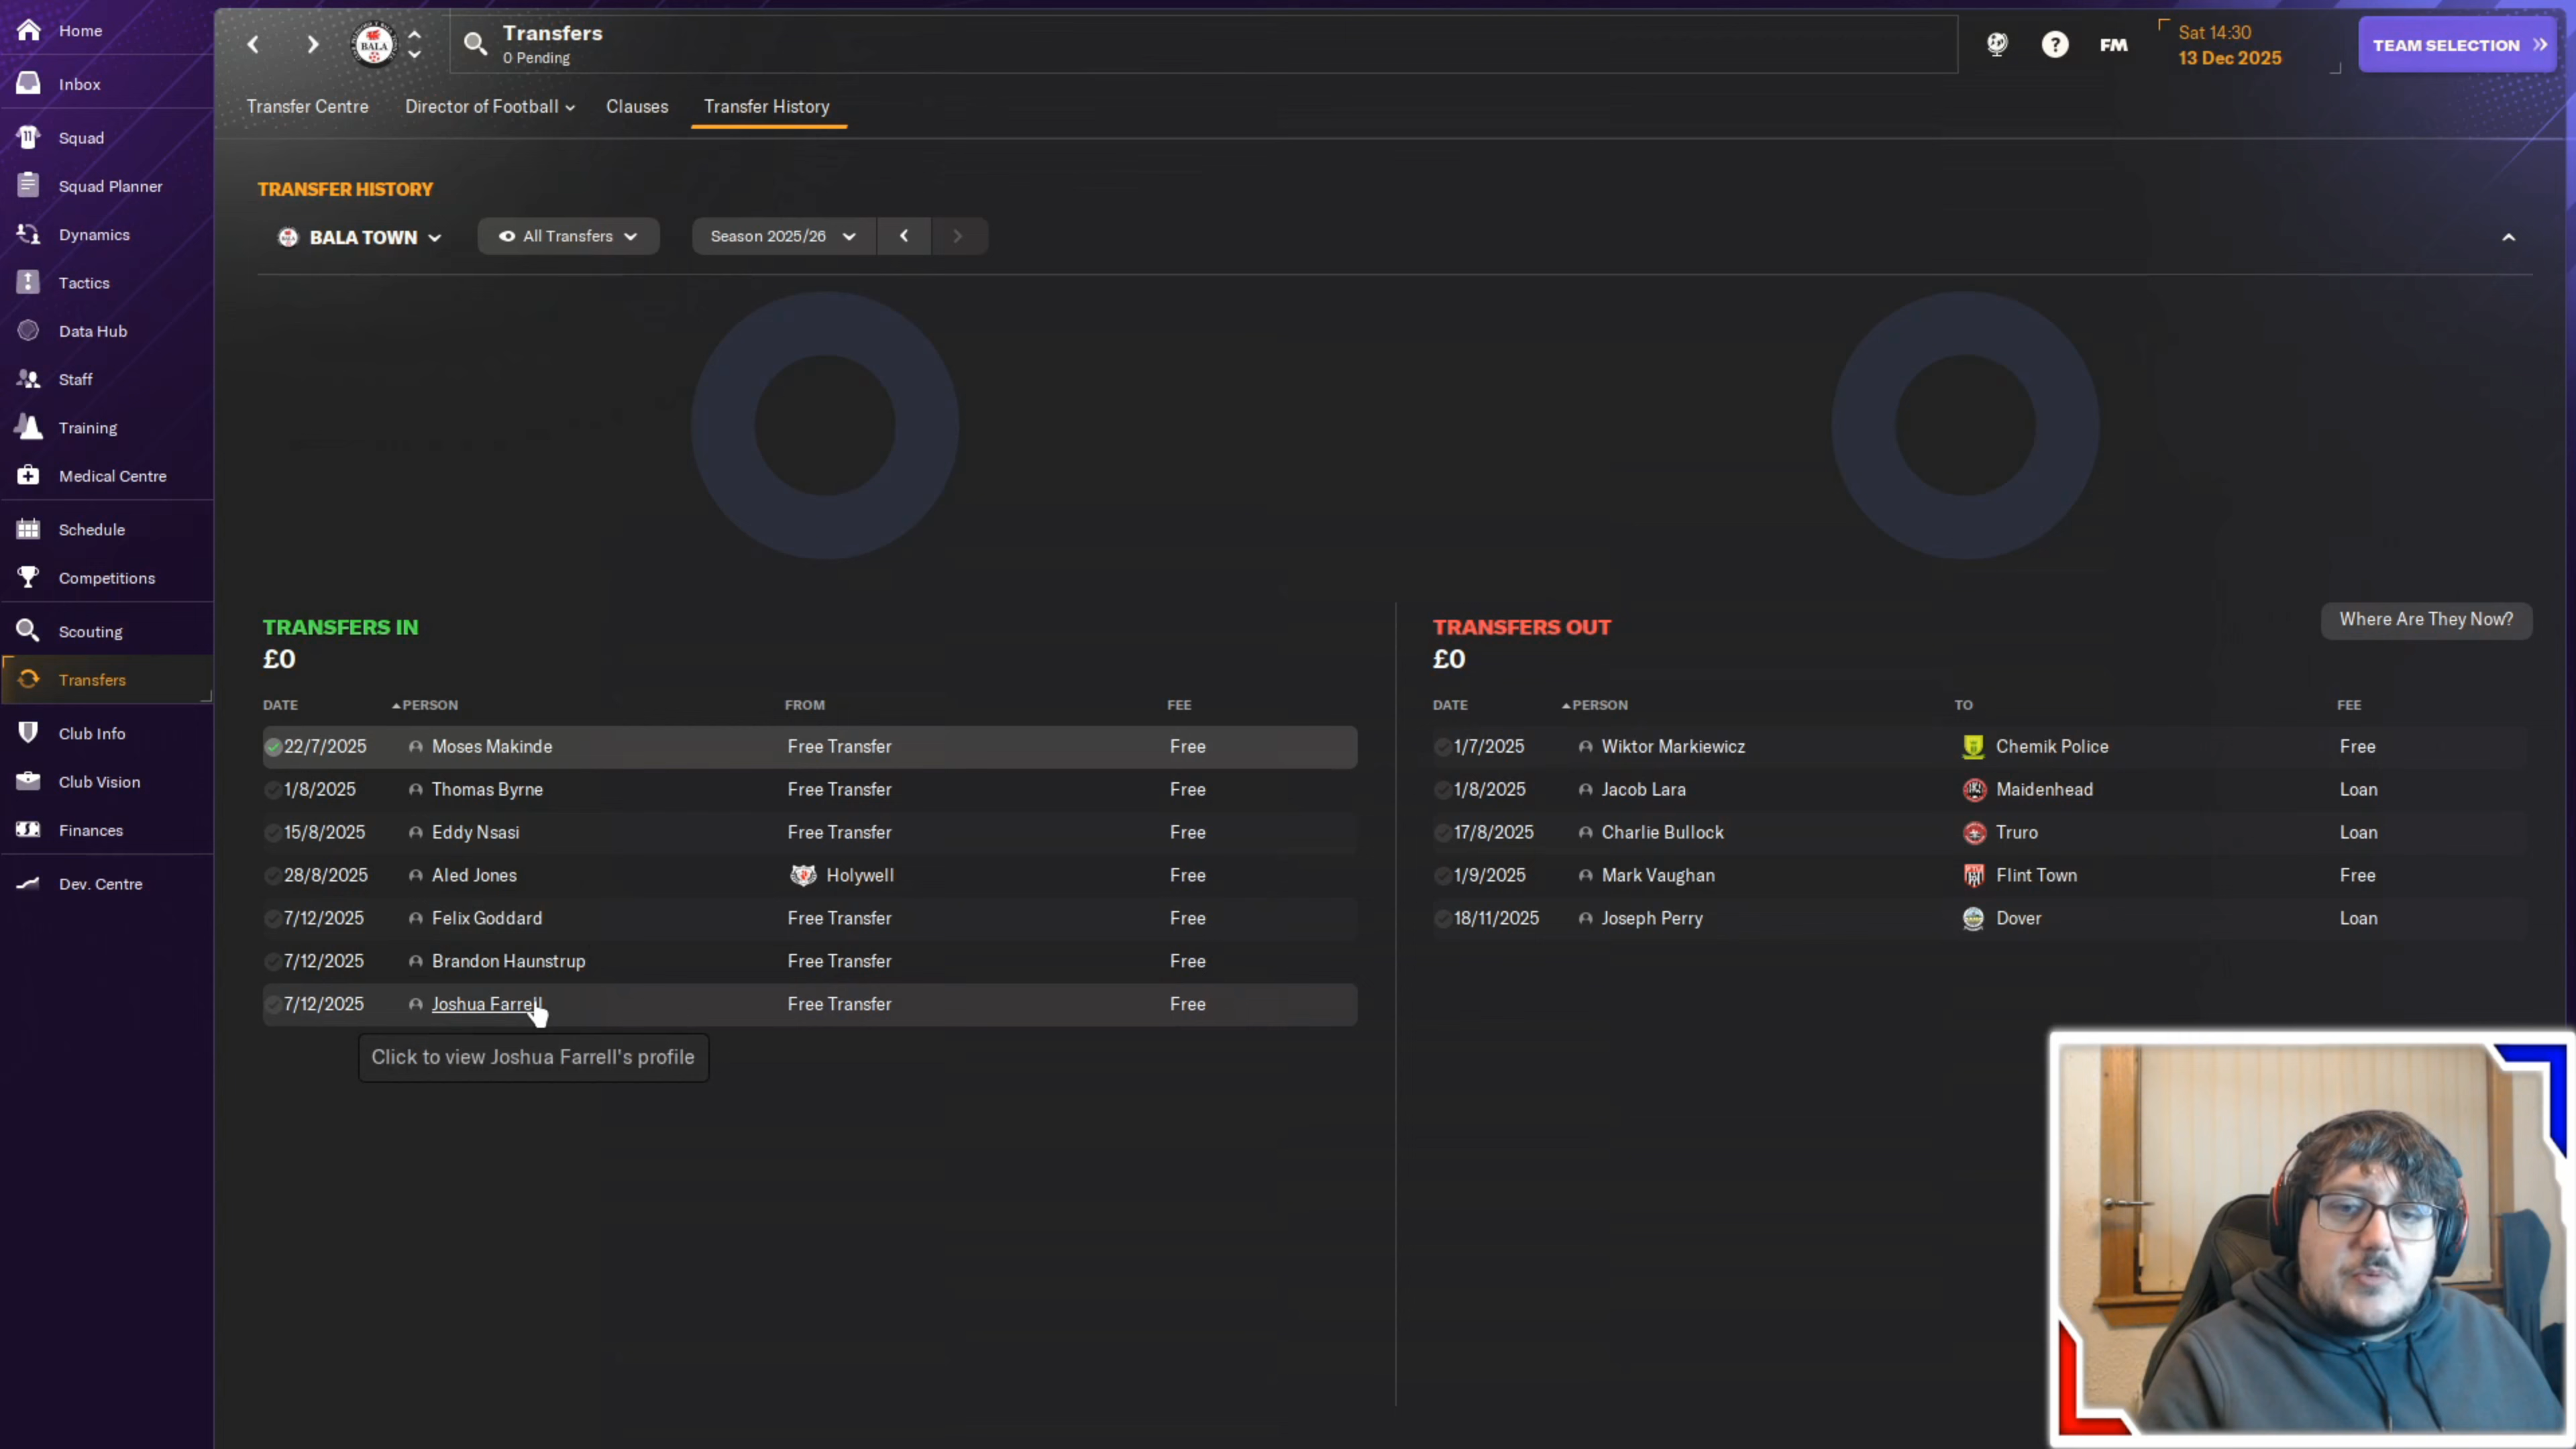 Home
Inbox
Squad
Squad Planner
Dynamics
Tactics
Data Hub
Staff
Training
Medical Centre
Schedule
Competitions
Scouting
Transfers
Club Info
Club Vision
Finances
Dev. Centre
BALA
Transfers
0 Pending
FM
Sat 14:30
13 Dec 2025
TEAM SELECTION
Transfer Centre Director of Football Clauses Transfer History
TRANSFER HISTORY
BALA TOWN All Transfers Season 2025/26
TRANSFERS IN
£0
DATE PERSON FROM FEE
22/7/2025 Moses Makinde Free Transfer Free
1/8/2025 Thomas Byrne Free Transfer Free
15/8/2025 Eddy Nsasi Free Transfer Free
28/8/2025 Aled Jones Holywell Free
7/12/2025 Felix Goddard Free Transfer Free
7/12/2025 Brandon Haunstrup Free Transfer Free
7/12/2025 Joshua Farrell Free Transfer Free
Click to view Joshua Farrell's profile
TRANSFERS OUT
£0
Where Are They Now?
DATE PERSON TO FEE
1/7/2025 Wiktor Markiewicz Chemik Police Free
1/8/2025 Jacob Lara Maidenhead Loan
17/8/2025 Charlie Bullock Truro Loan
1/9/2025 Mark Vaughan Flint Town Free
18/11/2025 Joseph Perry Dover Loan